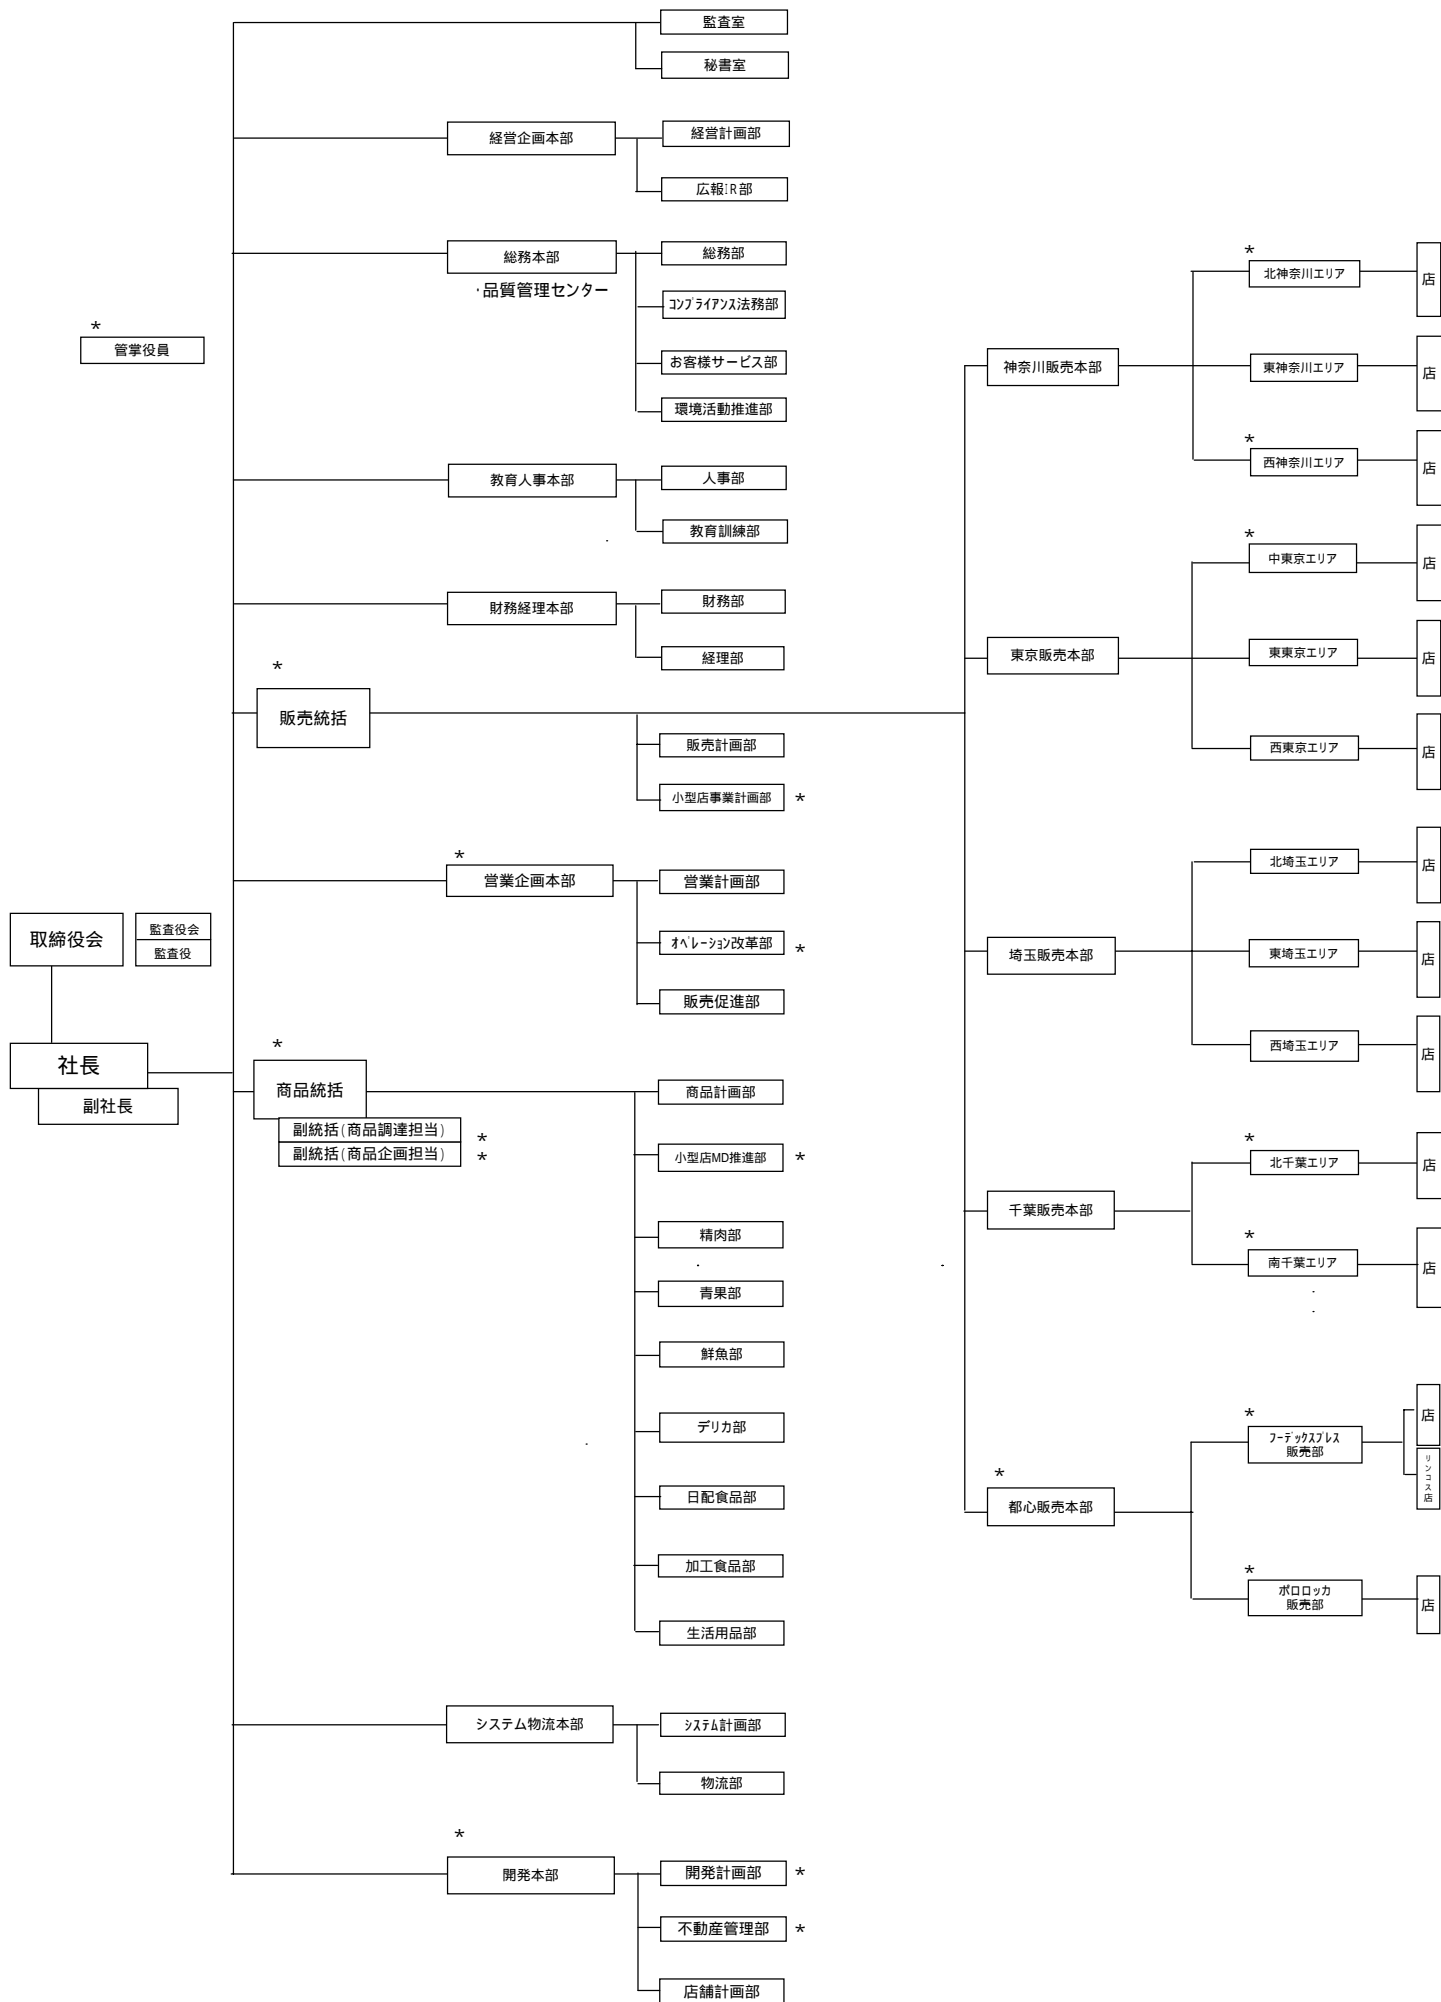 監査室
秘書室
経営企画本部
経営計画部
広報IR部
総務本部
・品質管理センター
総務部
コンプライアンス法務部
お客様サービス部
環境活動推進部
*
管掌役員
教育人事本部
人事部
教育訓練部
財務経理本部
財務部
経理部
*
販売統括
販売計画部
小型店事業計画部 *
*
営業企画本部
営業計画部
オペレーション改革部 *
販売促進部
取締役会
監査役会
監査役
社長
副社長
*
商品統括
副統括(商品調達担当) *
副統括(商品企画担当) *
商品計画部
小型店MD推進部 *
精肉部
青果部
鮮魚部
デリカ部
日配食品部
加工食品部
生活用品部
システム物流本部
システム計画部
物流部
*
開発本部
開発計画部 *
不動産管理部 *
店舗計画部
神奈川販売本部
*
北神奈川エリア
店
東神奈川エリア
店
*
西神奈川エリア
店
東京販売本部
*
中東京エリア
店
東東京エリア
店
西東京エリア
店
埼玉販売本部
北埼玉エリア
店
東埼玉エリア
店
西埼玉エリア
店
千葉販売本部
*
北千葉エリア
店
*
南千葉エリア
店
*
都心販売本部
*
フーデックスプレス
販売部
店
リンコス店
*
ポロロッカ
販売部
店